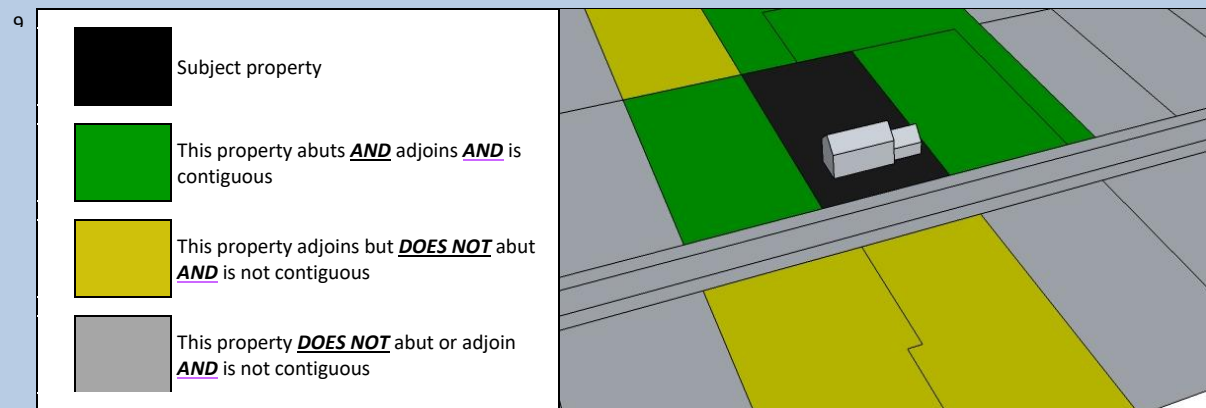 9
Subject property
This property abuts AND adjoins AND is
contiguous
This property adjoins but DOES NOT abut
AND is not contiguous
This property DOES NOT abut or adjoin
AND is not contiguous